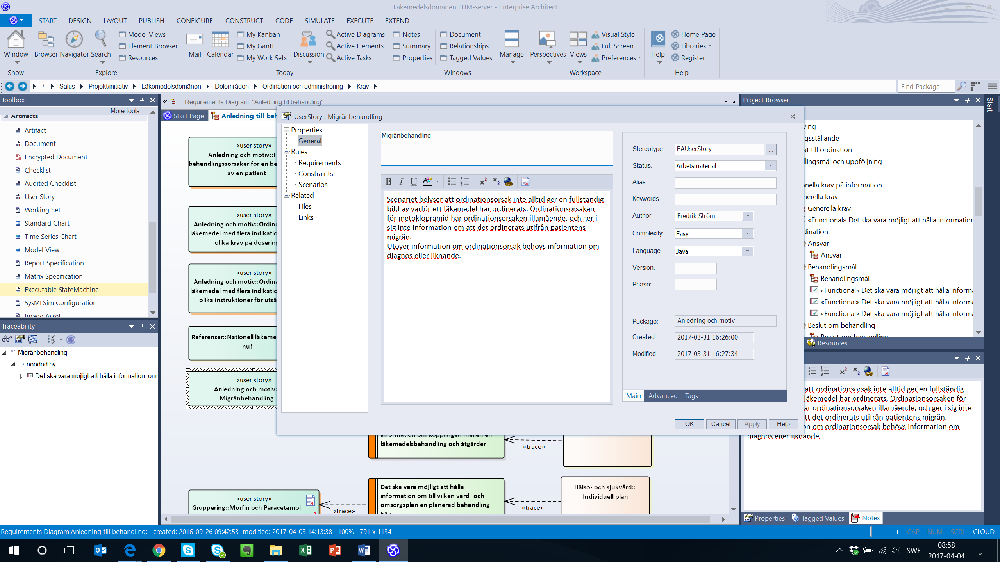 Läkemedelsdomänen EHM-server - Enterprise Architect
START DESIGN LAYOUT PUBLISH CONFIGURE CONSTRUCT CODE SIMULATE EXECUTE EXTEND
Window Browser Navigator Search
Model Views
Element Browser
Resources
Mail Calendar
My Kanban
My Gantt
My Work Sets
Discussion
Active Diagrams
Active Elements
Active Tasks
Notes
Summary
Properties
Document
Relationships
Tagged Values
Manage Perspectives Views
Visual Style
Full Screen
Preferences
Help
Home Page
Libraries
Register
Show Explore Today Windows Workspace Help
/ Salus Projekt/initiativ Läkemedelsdomänen Delområden Ordination och administrering Krav
Find Package
Toolbox
More tools...
Artifacts
Artifact
Document
Encrypted Document
Checklist
Audited Checklist
User Story
Working Set
Standard Chart
Time Series Chart
Model View
Report Specification
Matrix Specification
Executable StateMachine
SysMLSim Configuration
Image Asset
Traceability
Migränbehandling
needed by
Det ska vara möjligt att hålla information om
« Requirements Diagram: "Anledning till behandling"
Start Page Anledning till beh
«user story»
Anledning och motiv::F
behandlingssorsaker för en be
av en patient
«user story»
Anledning och motiv::Ordina
läkemedel med flera indikatio
olika krav på dosering
«user story»
Anledning och motiv::Ordina
läkemedel med flera indikation
olika instruktioner för utsä
Referenser::Nationell läkeme
nu!
«user story»
Anledning och motiv:
Migränbehandling
UserStory : Migränbehandling
Properties
General
Rules
Requirements
Constraints
Scenarios
Related
Files
Links
Migränbehandling
B I U A x² x₂
Scenariet belyser att ordinationsorsak inte alltid ger en fullständig
bild av varför ett läkemedel har ordinerats. Ordinationsorsaken
för metoklopramid har ordinationsorsaken illamående, och ger i
sig inte information om att det ordinerats utifrån patientens
migrän.
Utöver information om ordinationsorsak behövs information om
diagnos eller liknande.
Stereotype: EAUserStory ...
Status: Arbetsmaterial
Alias:
Keywords:
Author: Fredrik Ström
Complexity: Easy
Language: Java
Version:
Phase:
Package: Anledning och motiv
Created: 2017-03-31 16:26:00
Modified: 2017-03-31 16:27:34
Main Advanced Tags
OK Cancel Apply Help
information om kopplingen mellan en
läkemedelsbehandling och åtgärder
«trace»
«user story»
Gruppering::Morfin och Paracetamol
«trace»
Det ska vara möjligt att hålla
information om till vilken vård- och
omsorgsplan en planerad behandling
hör
«trace»
Hälso- och sjukvård::
Individuell plan
Project Browser
Start
ving
gsställande
at till ordination
llingsmål och uppföljning
onella krav på information
nerella krav
Generella krav
«Functional» Det ska vara möjligt att hålla information
dination
Ansvar
Ansvar
Behandlingsmål
Behandlingsmål
«Functional» Det ska vara möjligt att hålla informa
«Functional» Det ska vara möjligt att hålla informa
«Functional» Det ska vara möjligt att hålla informa
Beslut om behandling
Beslut om behandling
Resources
x² x₂
att ordinationsorsak inte alltid ger en fullständig
läkemedel har ordinerats. Ordinationsorsaken för
ar ordinationsorsaken illamående, och ger i sig inte
tt det ordinerats utifrån patientens migrän.
on om ordinationsorsak behövs information om
diagnos eller liknande.
Properties Tagged Values Notes
Requirements Diagram:Anledning till behandling: created: 2016-09-26 09:42:53 modified: 2017-04-03 14:13:38 100% 791 x 1134
CAP NUM SCRL CLOUD
SWE
08:58
2017-04-04